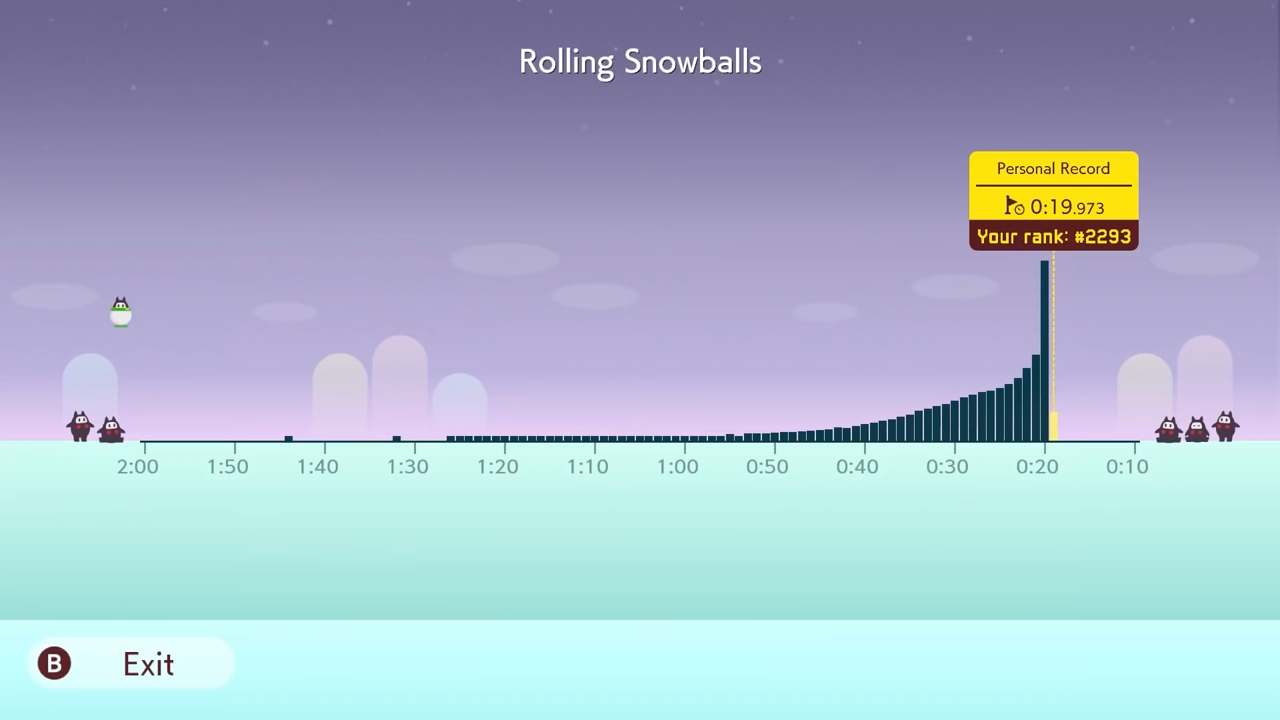 Rolling Snowballs
Personal Record
0:19.973
Your rank: #2293
2:00 1:50 1:40 1:30 1:20 1:10 1:00 0:50 0:40 0:30 0:20 0:10
B Exit